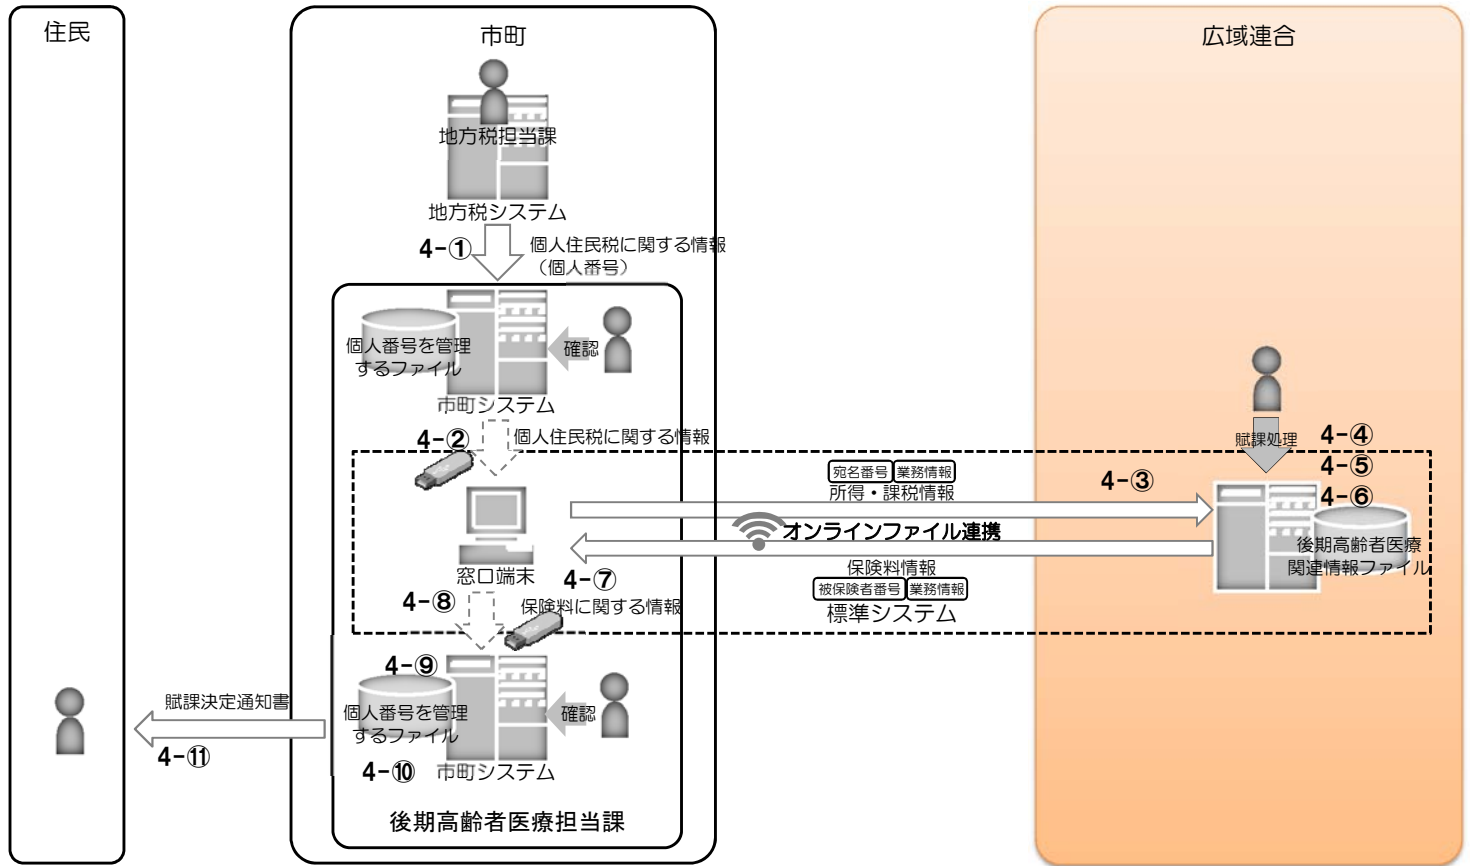 住民
市町
広域連合
地方税担当課
地方税システム
4-①
個人住民税に関する情報
（個人番号）
個人番号を管理
するファイル
確認
市町システム
4-②
個人住民税に関する情報
賦課処理
4-④
4-⑤
4-⑥
宛名番号 業務情報
所得・課税情報
4-③
オンラインファイル連携
後期高齢者医療
関連情報ファイル
窓口端末
4-⑦
保険料情報
被保険者番号 業務情報
標準システム
4-⑧
保険料に関する情報
4-⑨
個人番号を管理
するファイル
確認
4-⑩
市町システム
賦課決定通知書
4-⑪
後期高齢者医療担当課